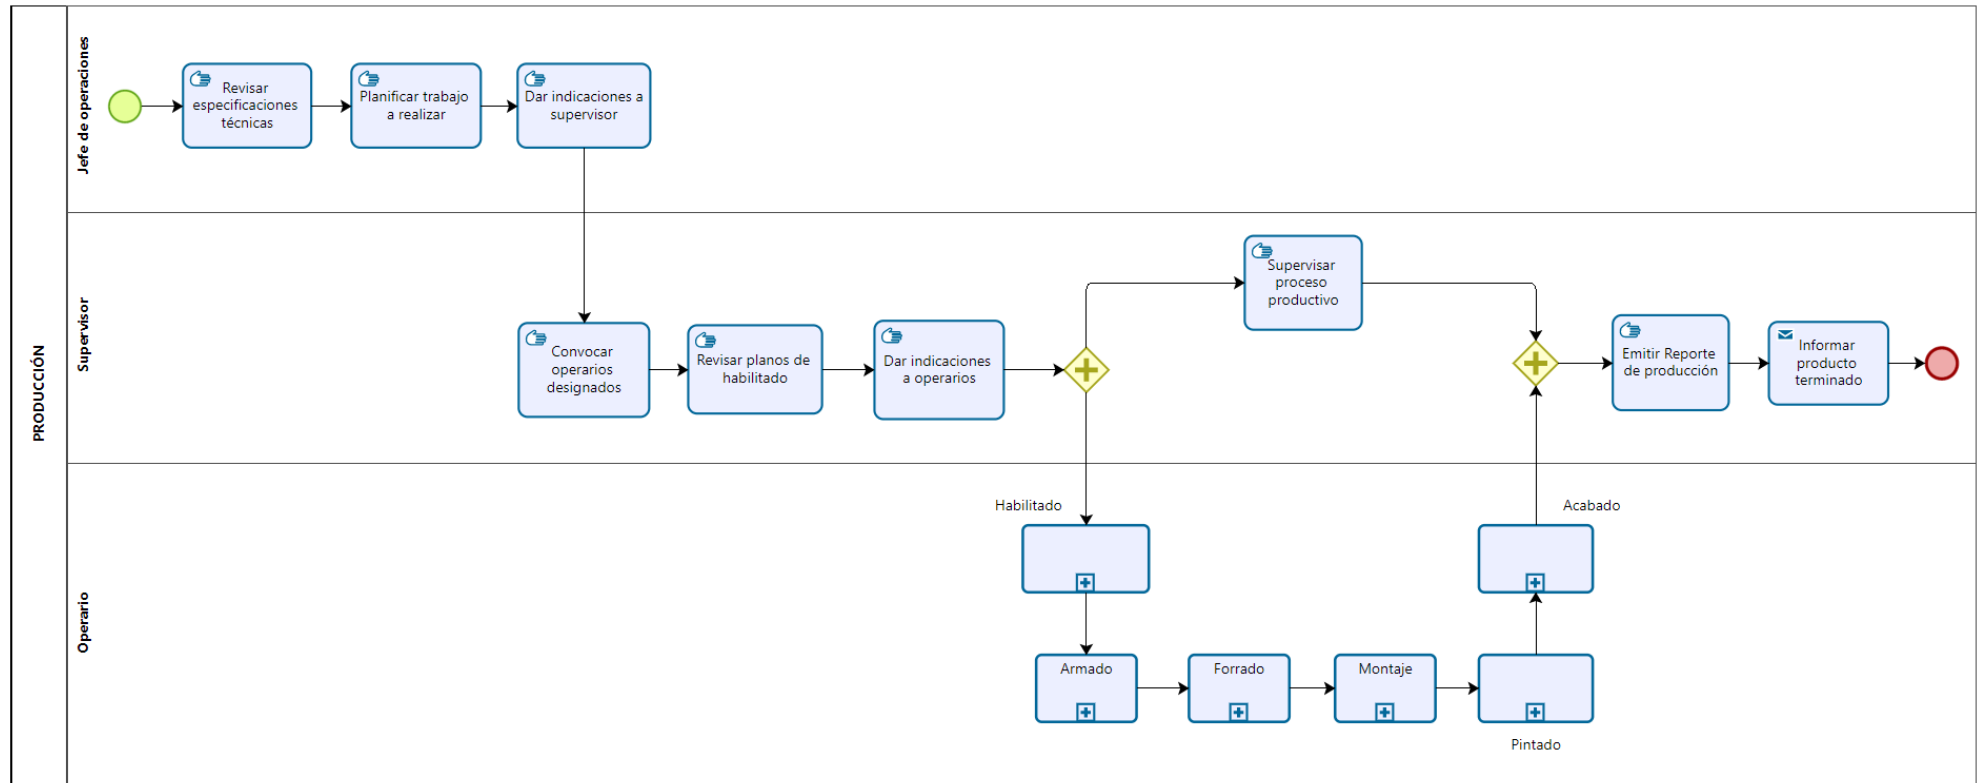 PRODUCCIÓN
Jefe de operaciones
Revisar
especificaciones
técnicas
Planificar trabajo
a realizar
Dar indicaciones a
supervisor
Supervisor
Convocar
operarios
designados
Revisar planos de
habilitado
Dar indicaciones
a operarios
Supervisar
proceso
productivo
Emitir Reporte
de producción
Informar
producto
terminado
Operario
Habilitado
Armado
Forrado
Montaje
Pintado
Acabado